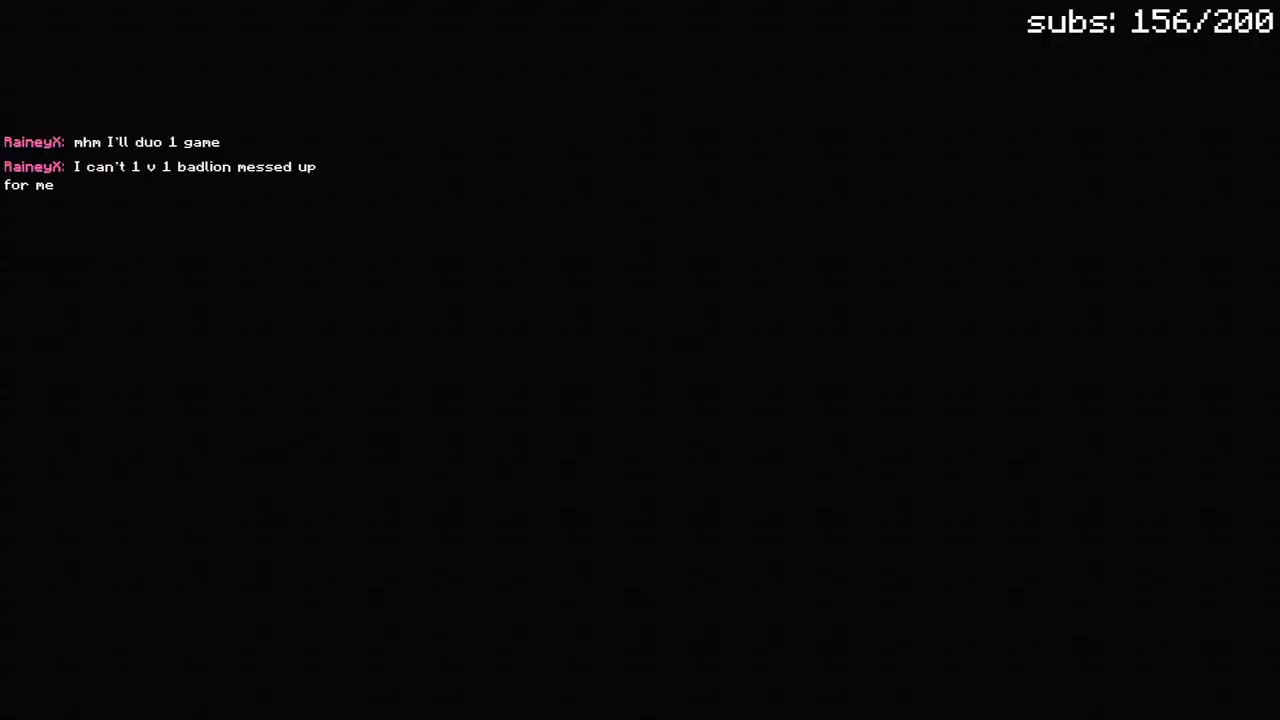 subs: 156/200
RaineyX: mhm I'll duo 1 game
RaineyX: I can't 1 v 1 badlion messed up
for me